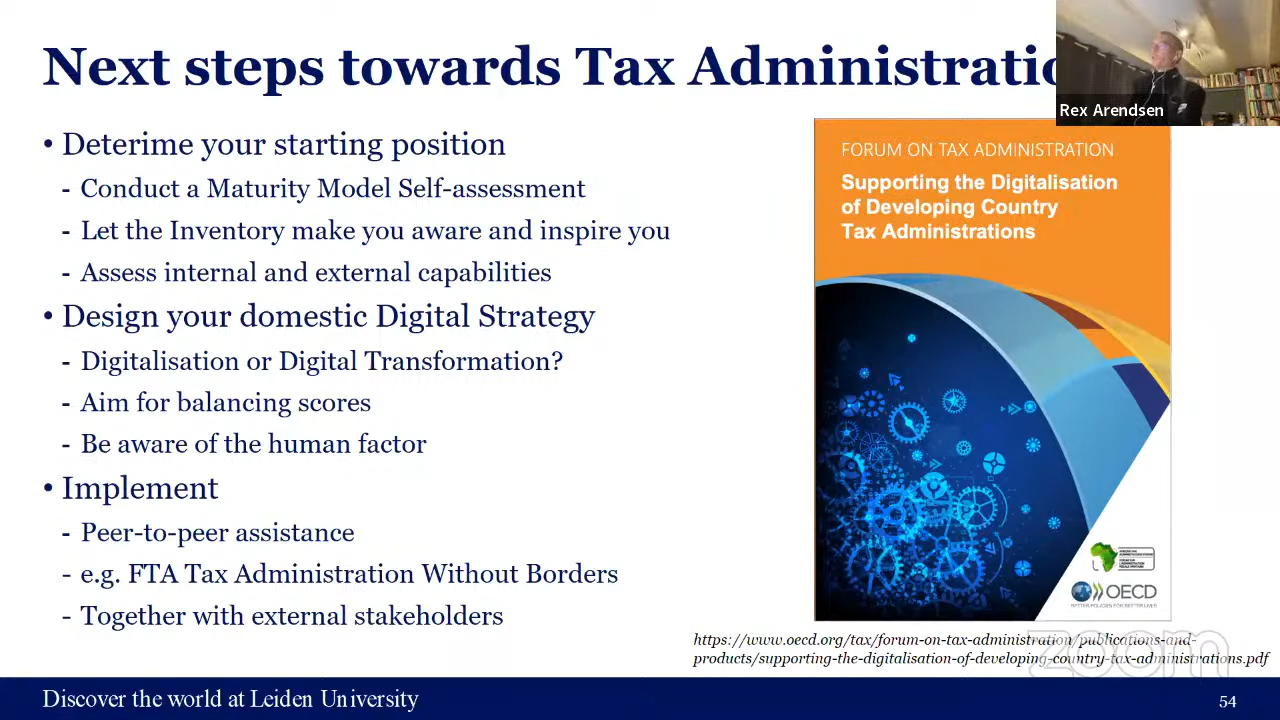 Next steps towards Tax Administratio
Rex Arendsen
• Deterime your starting position
- Conduct a Maturity Model Self-assessment
- Let the Inventory make you aware and inspire you
- Assess internal and external capabilities
• Design your domestic Digital Strategy
- Digitalisation or Digital Transformation?
- Aim for balancing scores
- Be aware of the human factor
• Implement
- Peer-to-peer assistance
- e.g. FTA Tax Administration Without Borders
- Together with external stakeholders
FORUM ON TAX ADMINISTRATION
Supporting the Digitalisation
of Developing Country
Tax Administrations
OECD
BETTER POLICIES FOR BETTER LIVES
https://www.oecd.org/tax/forum-on-tax-administration/publications-and-
products/supporting-the-digitalisation-of-developing-country-tax-administrations.pdf
zoom
Discover the world at Leiden University
54